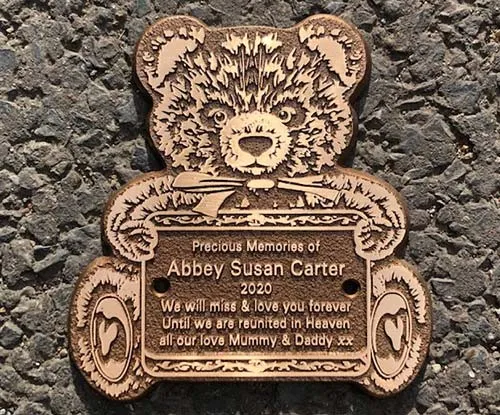 Precious Memories of
Abbey Susan Carter
2020
We will miss & love you forever
Until we are reunited in Heaven
all our love Mummy & Daddy xx